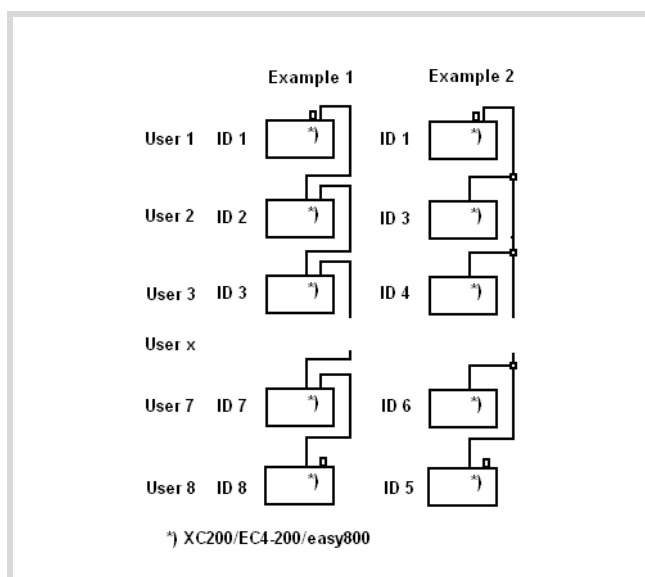 Example 1 Example 2
*) *)
User 1 ID 1 ID 1
*) *)
User 2 ID 2 ID 3
*) *)
User 3 ID 3 ID 4
User x
*) *)
User 7 ID 7 ID 6
*) *)
User 8 ID 8 ID 5
*) XC200/EC4-200/easy800